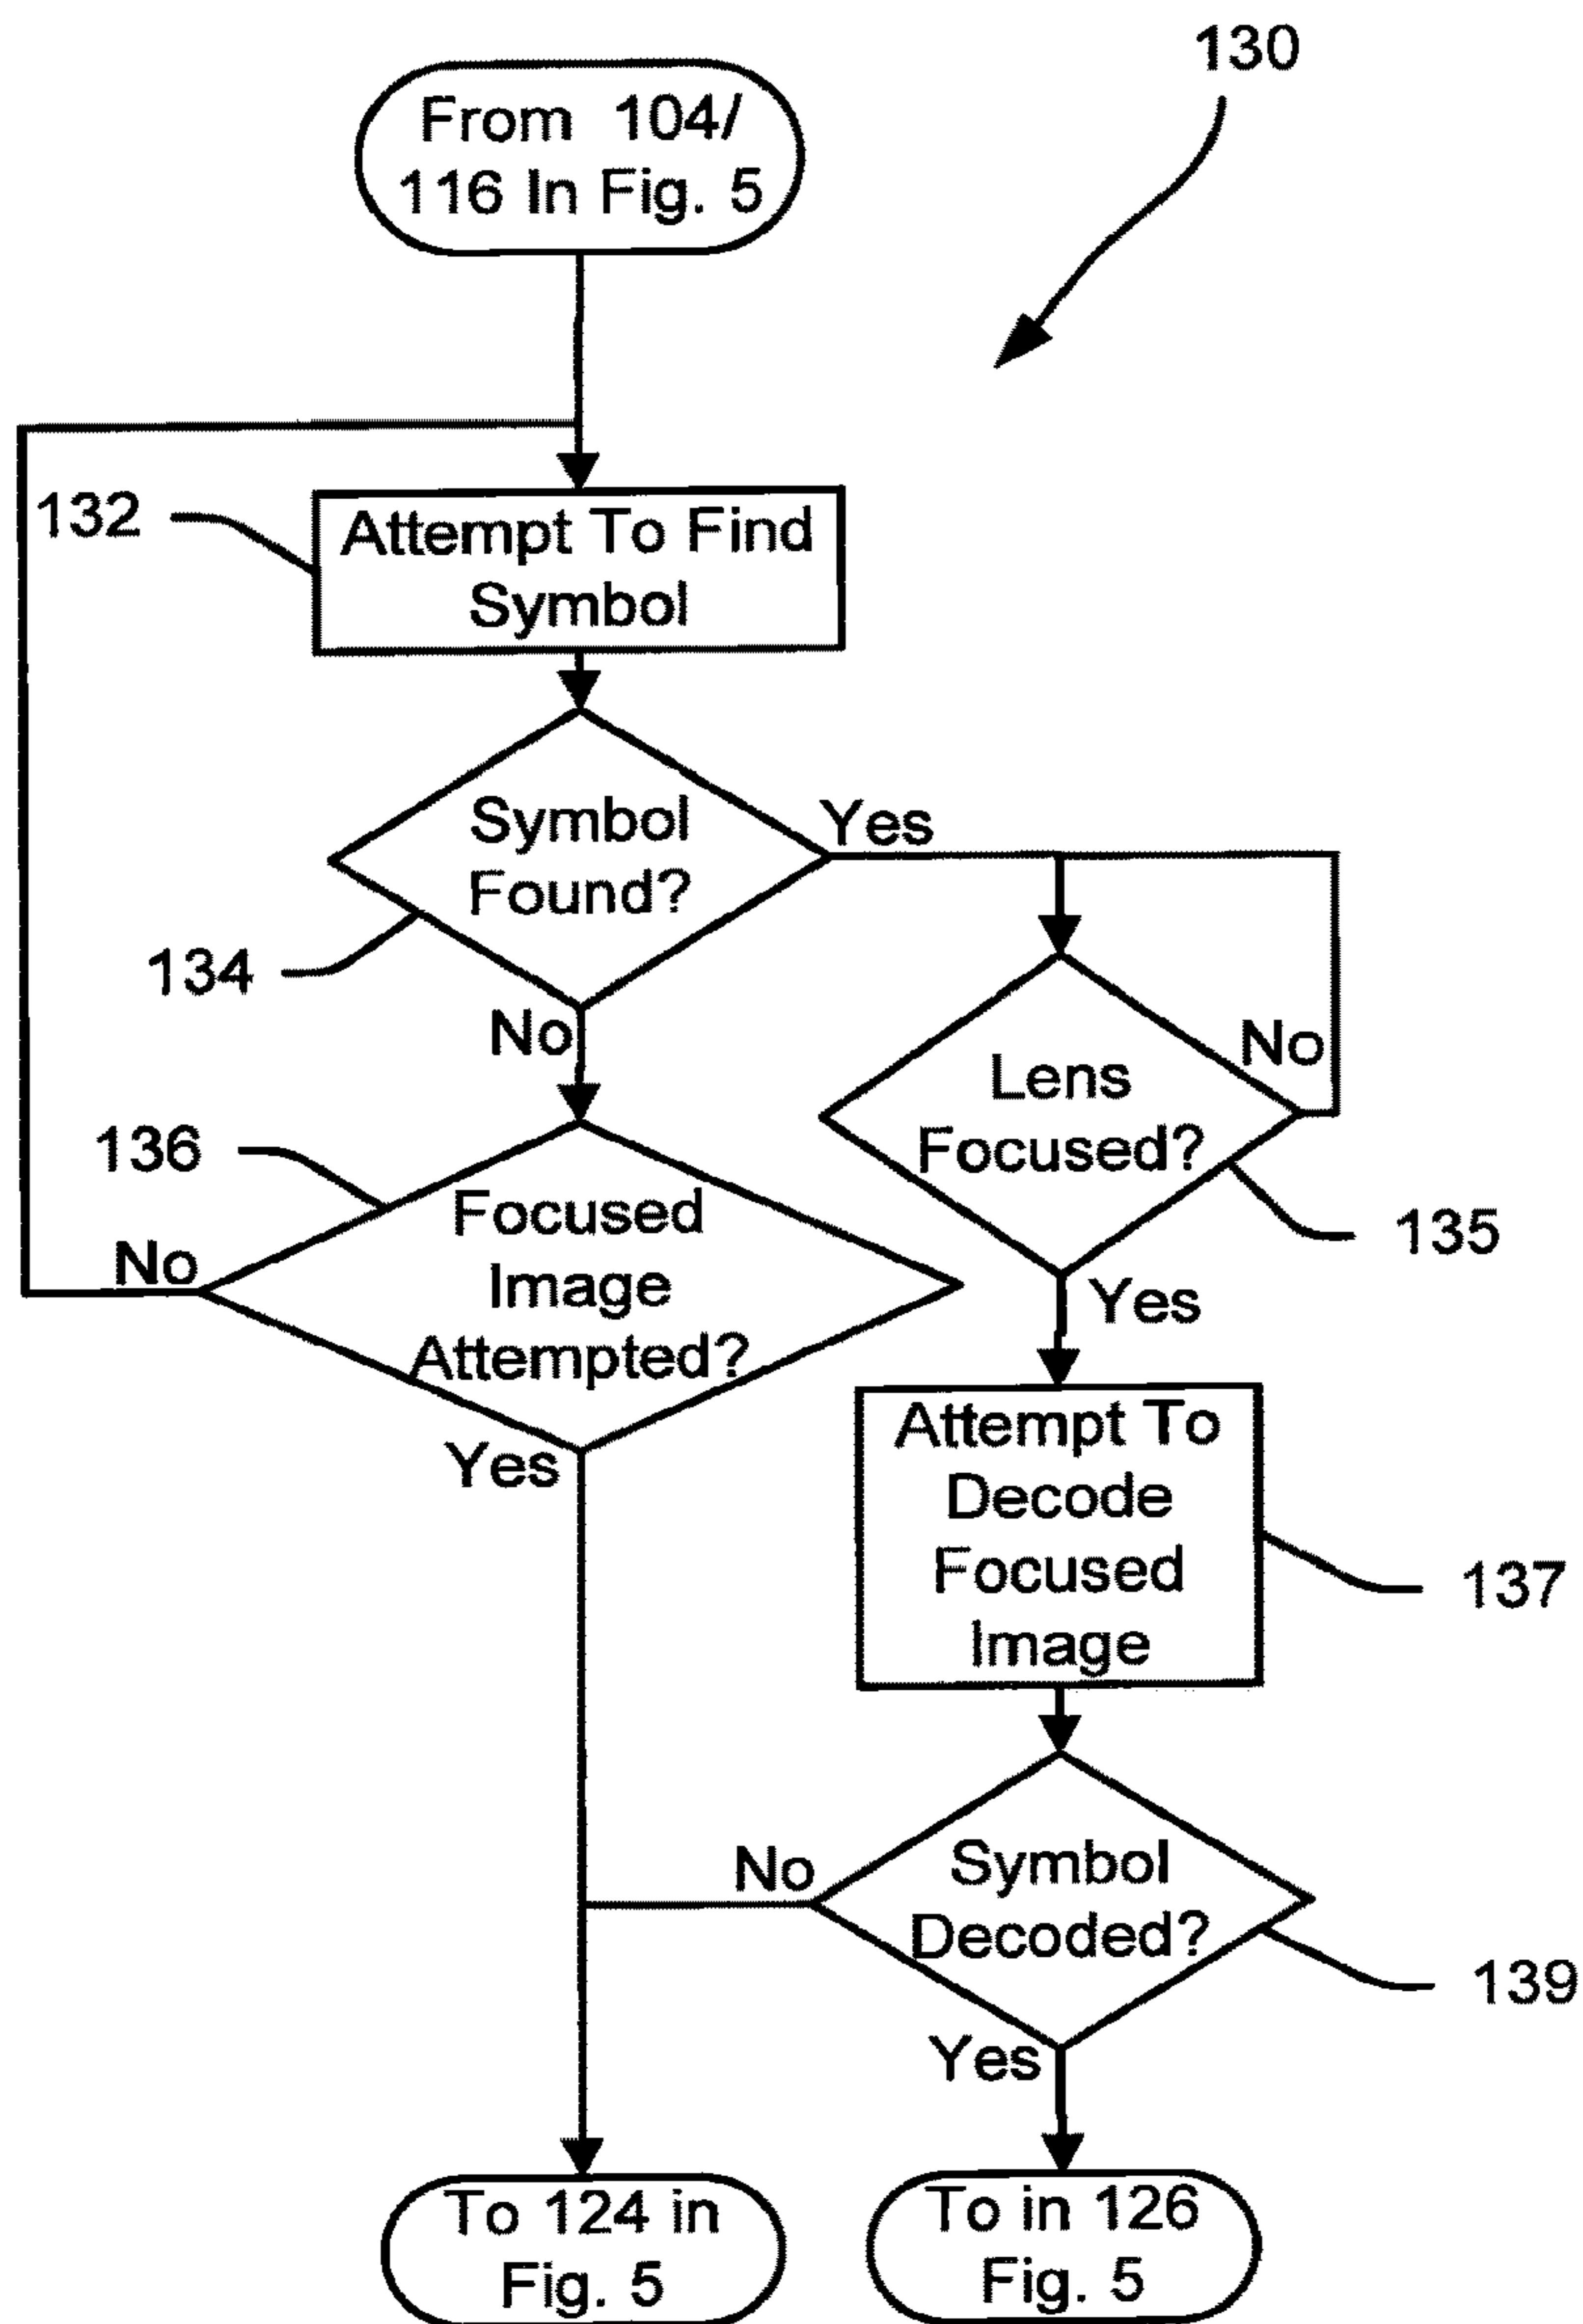 130
From 104/
116 In Fig. 5
132
Attempt To Find
Symbol
Symbol
Found?
Yes
134
No
Lens
Focused?
No
135
136
Focused
Image
Attempted?
No
Yes
Yes
Attempt To
Decode
Focused
Image
137
Symbol
Decoded?
No
139
Yes
To 124 in
Fig. 5
To in 126
Fig. 5